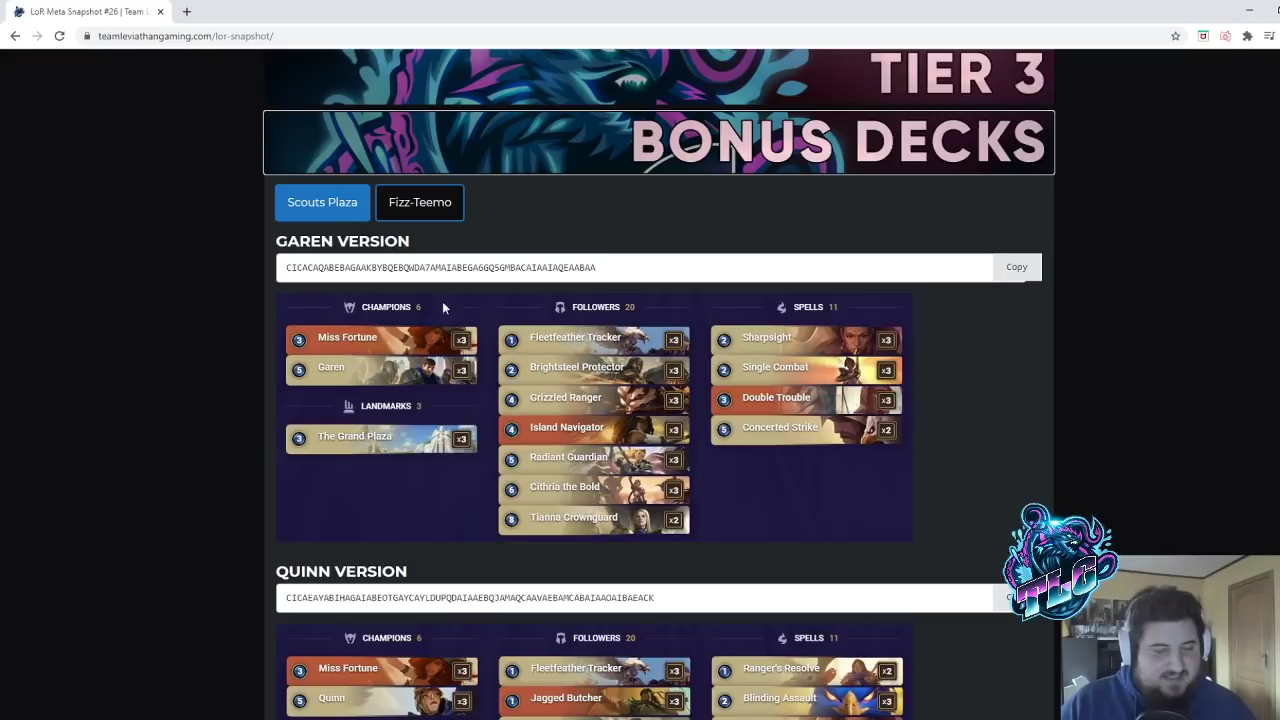 LoR Meta Snapshot #26 | Team L
teamleviathangaming.com/lor-snapshot/
TIER 3
BONUS DECKS
Scouts Plaza
Fizz-Teemo
GAREN VERSION
CICACAQABEBAGAAKBYBQEBQWDA7AMAIABEGA6GQ5GMBACAIAAIAQEAABAA
Copy
CHAMPIONS 6
3 Miss Fortune x3
5 Garen x3
LANDMARKS 3
3 The Grand Plaza x3
FOLLOWERS 20
1 Fleetfeather Tracker x3
2 Brightsteel Protector x3
4 Grizzled Ranger x3
4 Island Navigator x3
5 Radiant Guardian x3
6 Cithria the Bold x3
8 Tianna Crownguard x2
SPELLS 11
2 Sharpsight x3
2 Single Combat x3
3 Double Trouble x3
5 Concerted Strike x2
QUINN VERSION
CICAEAYABIHAGAIABEOTGAYCAYLDUPQDAIAAEBQJAMAQCAAVAEBAMCABAIAAOAIBAEACK
CHAMPIONS 6
3 Miss Fortune x3
5 Quinn x3
FOLLOWERS 20
1 Fleetfeather Tracker x3
1 Jagged Butcher x3
SPELLS 11
1 Ranger's Resolve x2
1 Blinding Assault x3
TLG